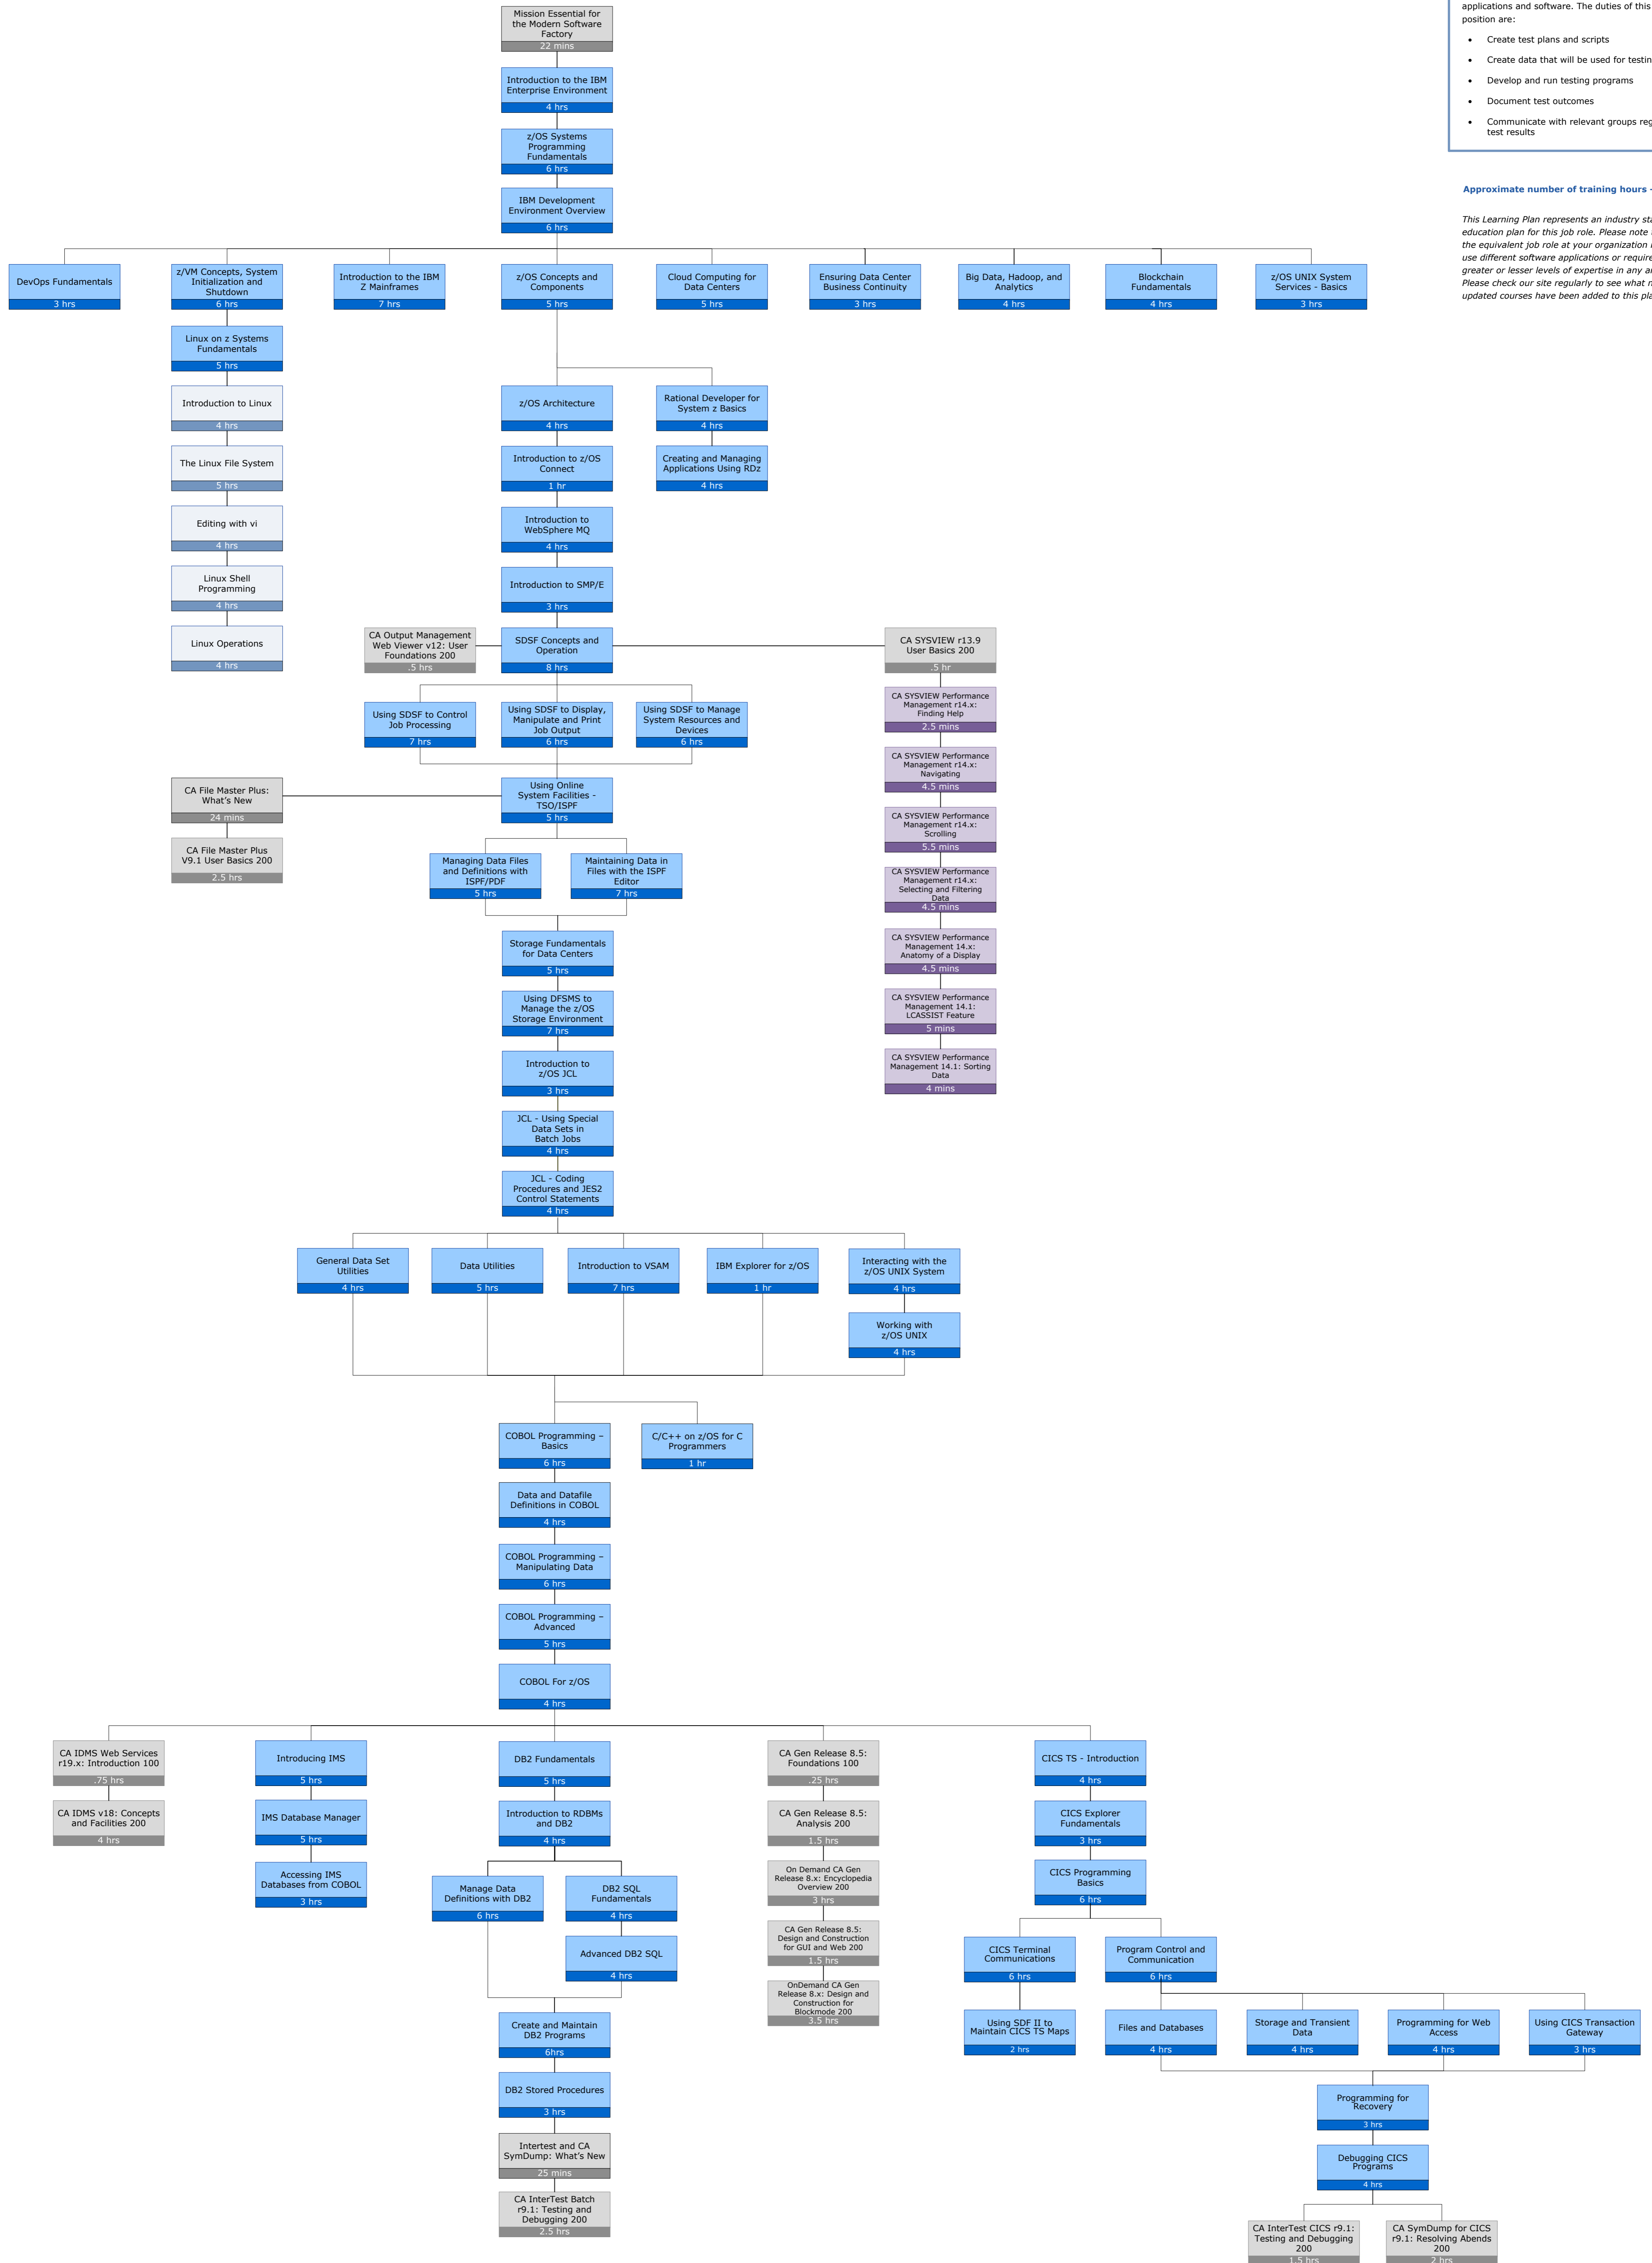 Mission Essential for
the Modern Software
Factory
22 mins
Introduction to the IBM
Enterprise Environment
4 hrs
z/OS Systems
Programming
Fundamentals
6 hrs
IBM Development
Environment Overview
6 hrs
applications and software. The duties of this
position are:
• Create test plans and scripts
• Create data that will be used for testin
• Develop and run testing programs
• Document test outcomes
• Communicate with relevant groups reg
test results
Approximate number of training hours -
This Learning Plan represents an industry sta
education plan for this job role. Please note
the equivalent job role at your organization
use different software applications or require
greater or lesser levels of expertise in any a
Please check our site regularly to see what n
updated courses have been added to this pla
DevOps Fundamentals
3 hrs
z/VM Concepts, System
Initialization and
Shutdown
6 hrs
Introduction to the IBM
Z Mainframes
7 hrs
z/OS Concepts and
Components
5 hrs
Cloud Computing for
Data Centers
5 hrs
Ensuring Data Center
Business Continuity
3 hrs
Big Data, Hadoop, and
Analytics
4 hrs
Blockchain
Fundamentals
4 hrs
z/OS UNIX System
Services - Basics
3 hrs
Linux on z Systems
Fundamentals
5 hrs
Introduction to Linux
4 hrs
The Linux File System
5 hrs
Editing with vi
4 hrs
Linux Shell
Programming
4 hrs
Linux Operations
4 hrs
z/OS Architecture
4 hrs
Rational Developer for
System z Basics
4 hrs
Introduction to z/OS
Connect
1 hr
Creating and Managing
Applications Using RDz
4 hrs
Introduction to
WebSphere MQ
4 hrs
Introduction to SMP/E
3 hrs
CA Output Management
Web Viewer v12: User
Foundations 200
.5 hrs
SDSF Concepts and
Operation
8 hrs
CA SYSVIEW r13.9
User Basics 200
.5 hr
Using SDSF to Control
Job Processing
7 hrs
Using SDSF to Display,
Manipulate and Print
Job Output
6 hrs
Using SDSF to Manage
System Resources and
Devices
6 hrs
CA SYSVIEW Performance
Management r14.x:
Finding Help
2.5 mins
CA SYSVIEW Performance
Management r14.x:
Navigating
4.5 mins
CA SYSVIEW Performance
Management r14.x:
Scrolling
5.5 mins
CA SYSVIEW Performance
Management r14.x:
Selecting and Filtering
Data
4.5 mins
CA SYSVIEW Performance
Management 14.x:
Anatomy of a Display
4.5 mins
CA SYSVIEW Performance
Management 14.1:
LCASSIST Feature
5 mins
CA SYSVIEW Performance
Management 14.1: Sorting
Data
4 mins
CA File Master Plus:
What's New
24 mins
CA File Master Plus
V9.1 User Basics 200
2.5 hrs
Using Online
System Facilities -
TSO/ISPF
5 hrs
Managing Data Files
and Definitions with
ISPF/PDF
5 hrs
Maintaining Data in
Files with the ISPF
Editor
7 hrs
Storage Fundamentals
for Data Centers
5 hrs
Using DFSMS to
Manage the z/OS
Storage Environment
7 hrs
Introduction to
z/OS JCL
3 hrs
JCL - Using Special
Data Sets in
Batch Jobs
4 hrs
JCL - Coding
Procedures and JES2
Control Statements
4 hrs
General Data Set
Utilities
4 hrs
Data Utilities
5 hrs
Introduction to VSAM
7 hrs
IBM Explorer for z/OS
1 hr
Interacting with the
z/OS UNIX System
4 hrs
Working with
z/OS UNIX
4 hrs
COBOL Programming –
Basics
6 hrs
C/C++ on z/OS for C
Programmers
1 hr
Data and Datafile
Definitions in COBOL
4 hrs
COBOL Programming –
Manipulating Data
6 hrs
COBOL Programming –
Advanced
5 hrs
COBOL For z/OS
4 hrs
CA IDMS Web Services
r19.x: Introduction 100
.75 hrs
CA IDMS v18: Concepts
and Facilities 200
4 hrs
Introducing IMS
5 hrs
IMS Database Manager
5 hrs
Accessing IMS
Databases from COBOL
3 hrs
DB2 Fundamentals
5 hrs
Introduction to RDBMs
and DB2
4 hrs
Manage Data
Definitions with DB2
6 hrs
DB2 SQL
Fundamentals
4 hrs
Advanced DB2 SQL
4 hrs
Create and Maintain
DB2 Programs
6hrs
DB2 Stored Procedures
3 hrs
Intertest and CA
SymDump: What's New
25 mins
CA InterTest Batch
r9.1: Testing and
Debugging 200
2.5 hrs
CA Gen Release 8.5:
Foundations 100
.25 hrs
CA Gen Release 8.5:
Analysis 200
1.5 hrs
On Demand CA Gen
Release 8.x: Encyclopedia
Overview 200
3 hrs
CA Gen Release 8.5:
Design and Construction
for GUI and Web 200
1.5 hrs
OnDemand CA Gen
Release 8.x: Design and
Construction for
Blockmode 200
3.5 hrs
CICS TS - Introduction
4 hrs
CICS Explorer
Fundamentals
3 hrs
CICS Programming
Basics
6 hrs
CICS Terminal
Communications
6 hrs
Program Control and
Communication
6 hrs
Using SDF II to
Maintain CICS TS Maps
2 hrs
Files and Databases
4 hrs
Storage and Transient
Data
4 hrs
Programming for Web
Access
4 hrs
Using CICS Transaction
Gateway
3 hrs
Programming for
Recovery
3 hrs
Debugging CICS
Programs
4 hrs
CA InterTest CICS r9.1:
Testing and Debugging
200
1.5 hrs
CA SymDump for CICS
r9.1: Resolving Abends
200
2 hrs